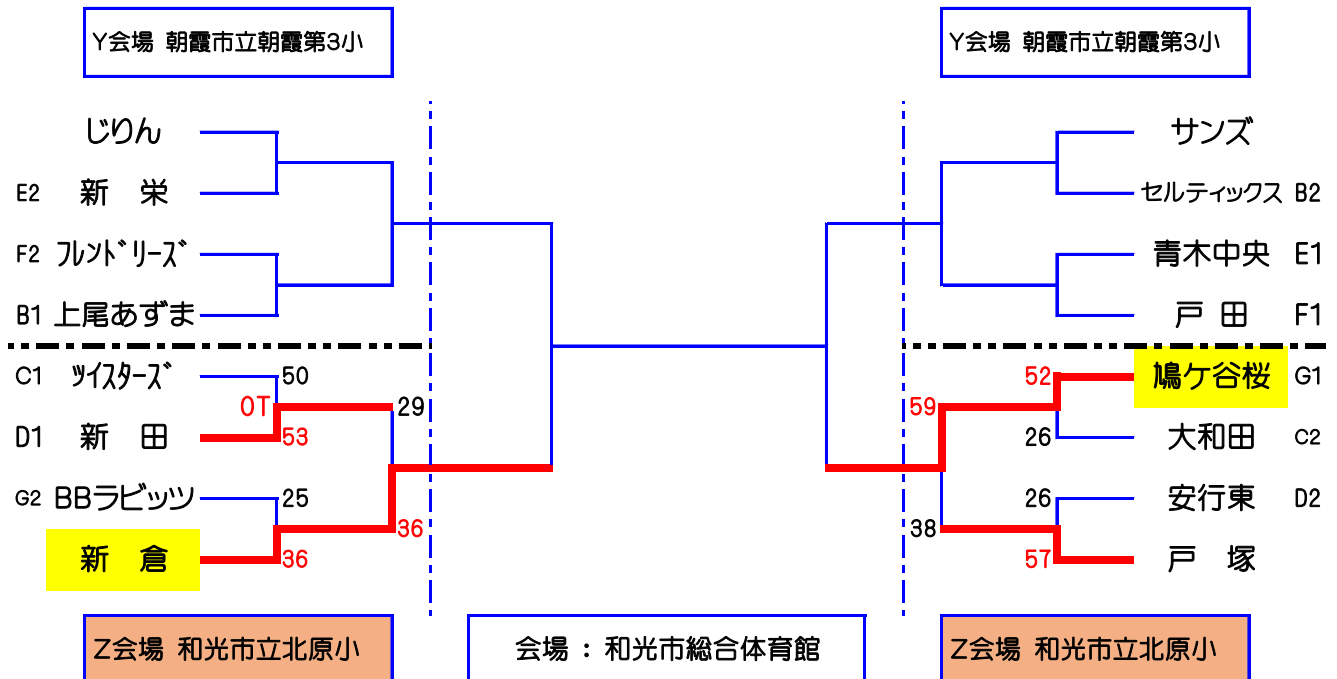 Y会場 朝霞市立朝霞第3小
Y会場 朝霞市立朝霞第3小
じりん
サンズ
E2 新 栄
セルティックス B2
F2 フレンドリーズ
青木中央 E1
B1 上尾あずま
戸 田 F1
C1 ツイスターズ 50
52 鳩ケ谷桜 G1
OT 29
59
D1 新 田 53
26 大和田 C2
G2 BBラビッツ 25
26 安行東 D2
36
38
新 倉 36
57 戸 塚
Z会場 和光市立北原小
会場 : 和光市総合体育館
Z会場 和光市立北原小